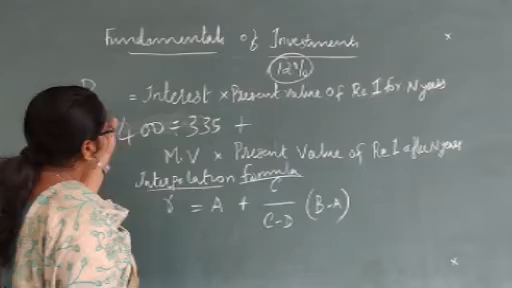 Fundamentals of Investments
12%
= Interest × Present value of Re 1 for N years
400 ÷ 335 +
M.V × Present Value of Re 1 after N years
Interpolation formula
r = A + C / C-D (B-A)